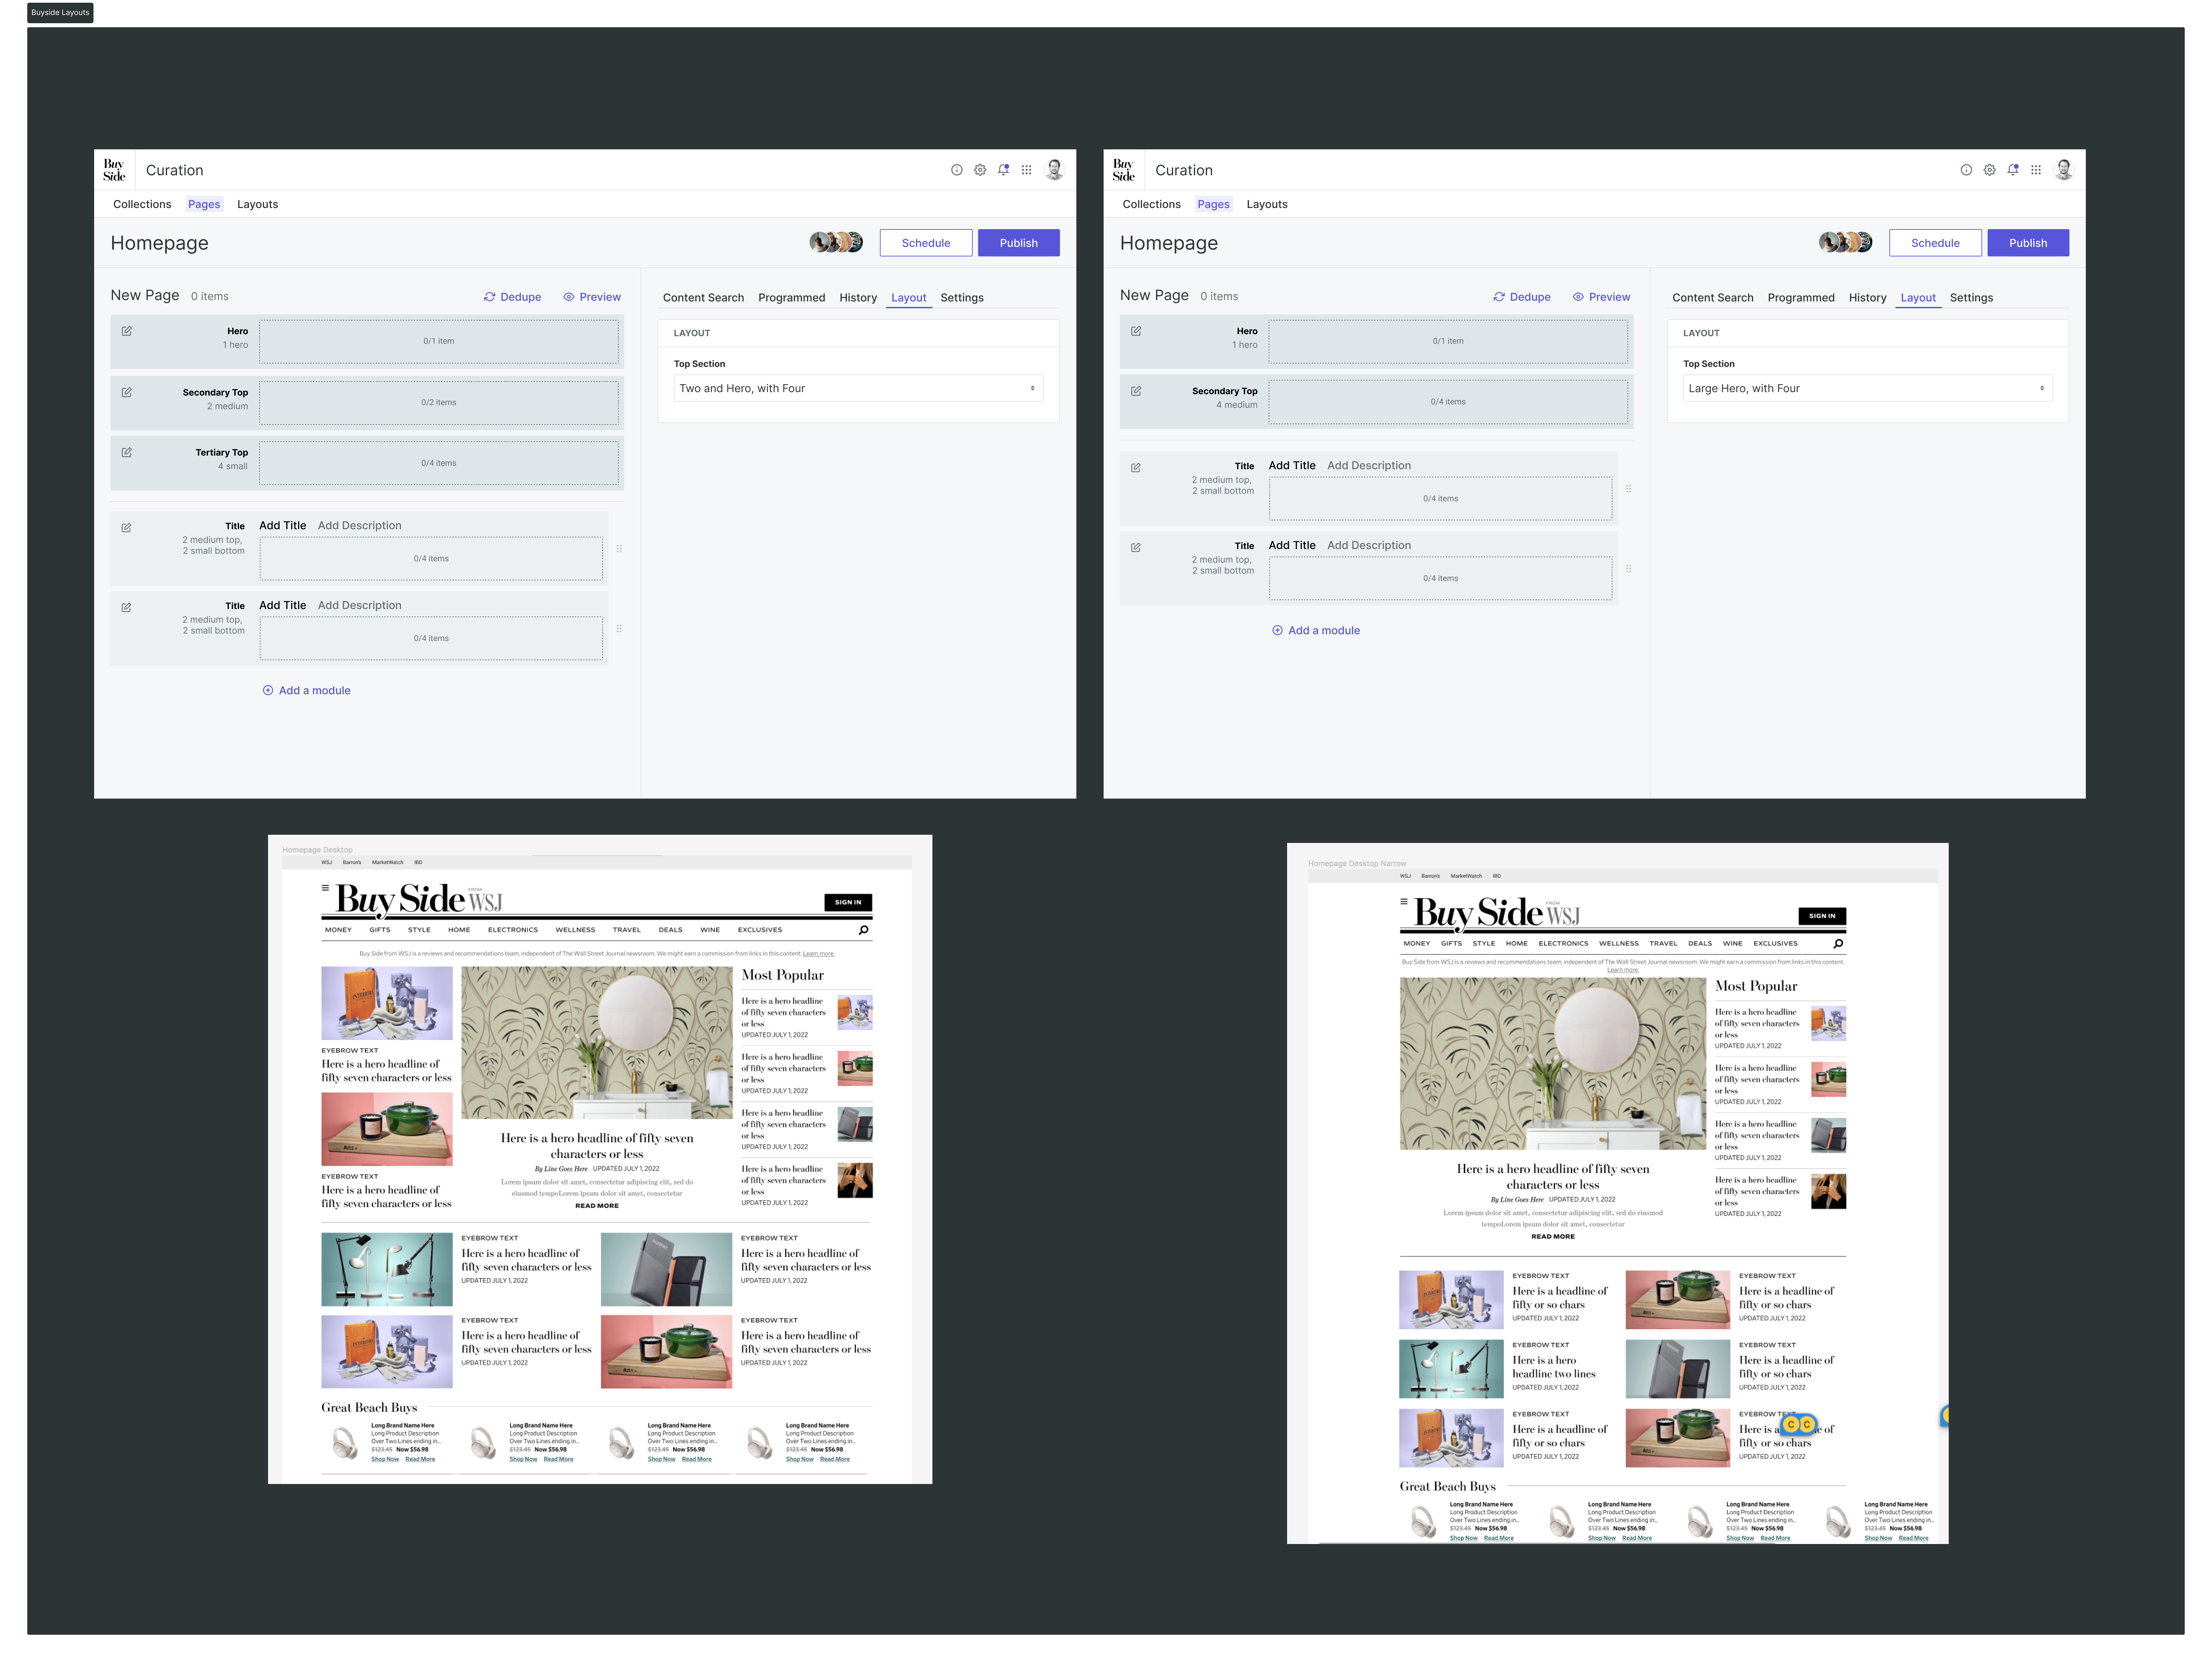 Buyside Layouts
Buy
Side
Curation
Collections Pages Layouts
Homepage
Schedule Publish
New Page 0 items
Dedupe Preview
Hero
1 hero
0/1 item
Secondary Top
2 medium
0/2 items
Tertiary Top
4 small
0/4 items
Title Add Title Add Description
2 medium top,
2 small bottom
0/4 items
Title Add Title Add Description
2 medium top,
2 small bottom
0/4 items
Add a module
Content Search Programmed History Layout Settings
LAYOUT
Top Section
Two and Hero, with Four
Buy
Side
Curation
Collections Pages Layouts
Homepage
Schedule Publish
New Page 0 items
Dedupe Preview
Hero
1 hero
0/1 item
Secondary Top
4 medium
0/4 items
Title Add Title Add Description
2 medium top,
2 small bottom
0/4 items
Title Add Title Add Description
2 medium top,
2 small bottom
0/4 items
Add a module
Content Search Programmed History Layout Settings
LAYOUT
Top Section
Large Hero, with Four
Homepage Desktop
WSJ Barron's MarketWatch IBD
Buy Side FROM WSJ
SIGN IN
MONEY GIFTS STYLE HOME ELECTRONICS WELLNESS TRAVEL DEALS WINE EXCLUSIVES
Buy Side from WSJ is a reviews and recommendations team, independent of The Wall Street Journal newsroom. We might earn a commission from links in this content. Learn more.
EYEBROW TEXT
Here is a hero headline of
fifty seven characters or less
EYEBROW TEXT
Here is a hero headline of
fifty seven characters or less
Here is a hero headline of fifty seven
characters or less
By Line Goes Here UPDATED JULY 1, 2022
Lorem ipsum dolor sit amet, consectetur adipiscing elit, sed do
eiusmod tempoLorem ipsum dolor sit amet, consectetur
READ MORE
Most Popular
Here is a hero headline
of fifty seven characters
or less
UPDATED JULY 1, 2022
Here is a hero headline
of fifty seven characters
or less
UPDATED JULY 1, 2022
Here is a hero headline
of fifty seven characters
or less
UPDATED JULY 1, 2022
Here is a hero headline
of fifty seven characters
or less
UPDATED JULY 1, 2022
EYEBROW TEXT
Here is a hero headline of
fifty seven characters or less
UPDATED JULY 1, 2022
EYEBROW TEXT
Here is a hero headline of
fifty seven characters or less
UPDATED JULY 1, 2022
EYEBROW TEXT
Here is a hero headline of
fifty seven characters or less
UPDATED JULY 1, 2022
EYEBROW TEXT
Here is a hero headline of
fifty seven characters or less
UPDATED JULY 1, 2022
Great Beach Buys
Long Brand Name Here
Long Product Description
Over Two Lines ending in...
$123.45 Now $56.98
Shop Now Read More
Long Brand Name Here
Long Product Description
Over Two Lines ending in...
$123.45 Now $56.98
Shop Now Read More
Long Brand Name Here
Long Product Description
Over Two Lines ending in...
$123.45 Now $56.98
Shop Now Read More
Long Brand Name Here
Long Product Description
Over Two Lines ending in...
$123.45 Now $56.98
Shop Now Read More
Homepage Desktop Narrow
WSJ Barron's MarketWatch IBD
Buy Side FROM WSJ
SIGN IN
MONEY GIFTS STYLE HOME ELECTRONICS WELLNESS TRAVEL DEALS WINE EXCLUSIVES
Buy Side from WSJ is a reviews and recommendations team, independent of The Wall Street Journal newsroom. We might earn a commission from links in this content.
Learn more.
Here is a hero headline of fifty seven
characters or less
By Line Goes Here UPDATED JULY 1, 2022
Lorem ipsum dolor sit amet, consectetur adipiscing elit, sed do eiusmod
tempoLorem ipsum dolor sit amet, consectetur
READ MORE
Most Popular
Here is a hero headline
of fifty seven characters
or less
UPDATED JULY 1, 2022
Here is a hero headline
of fifty seven characters
or less
UPDATED JULY 1, 2022
Here is a hero headline
of fifty seven characters
or less
UPDATED JULY 1, 2022
Here is a hero headline
of fifty seven characters
or less
UPDATED JULY 1, 2022
EYEBROW TEXT
Here is a headline of
fifty or so chars
UPDATED JULY 1, 2022
EYEBROW TEXT
Here is a headline of
fifty or so chars
UPDATED JULY 1, 2022
EYEBROW TEXT
Here is a hero
headline two lines
UPDATED JULY 1, 2022
EYEBROW TEXT
Here is a headline of
fifty or so chars
UPDATED JULY 1, 2022
EYEBROW TEXT
Here is a headline of
fifty or so chars
UPDATED JULY 1, 2022
EYEBROW
C C
Here is a of
fifty or so chars
UPDATED JULY 1, 2022
Great Beach Buys
Long Brand Name Here
Long Product Description
Over Two Lines ending in...
$123.45 Now $56.98
Shop Now Read More
Long Brand Name Here
Long Product Description
Over Two Lines ending in...
$123.45 Now $56.98
Shop Now Read More
Long Brand Name Here
Long Product Description
Over Two Lines ending in...
$123.45 Now $56.98
Shop Now Read More
Long Brand Name Here
Long Product Description
Over Two Lines ending in...
$123.45 Now $56.98
Shop Now Read More